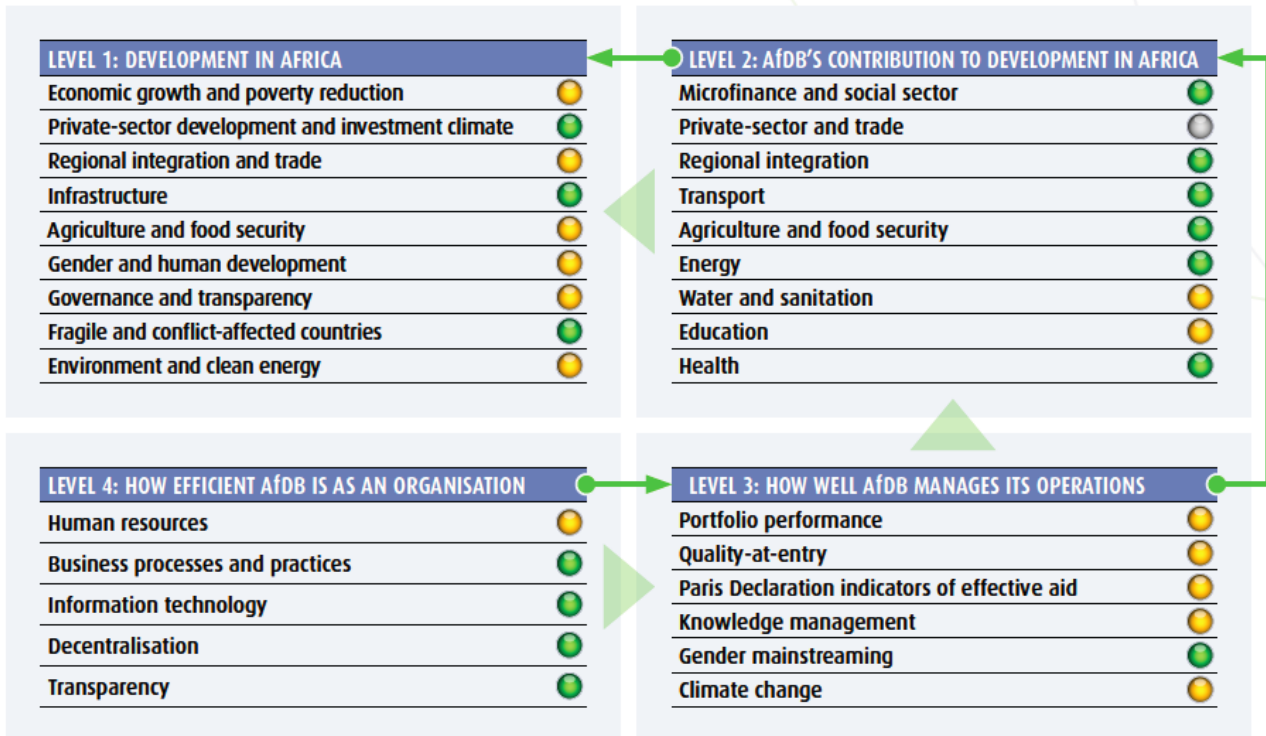 LEVEL 1: DEVELOPMENT IN AFRICA
Economic growth and poverty reduction
Private-sector development and investment climate
Regional integration and trade
Infrastructure
Agriculture and food security
Gender and human development
Governance and transparency
Fragile and conflict-affected countries
Environment and clean energy
LEVEL 2: AfDB'S CONTRIBUTION TO DEVELOPMENT IN AFRICA
Microfinance and social sector
Private-sector and trade
Regional integration
Transport
Agriculture and food security
Energy
Water and sanitation
Education
Health
LEVEL 4: HOW EFFICIENT AfDB IS AS AN ORGANISATION
Human resources
Business processes and practices
Information technology
Decentralisation
Transparency
LEVEL 3: HOW WELL AfDB MANAGES ITS OPERATIONS
Portfolio performance
Quality-at-entry
Paris Declaration indicators of effective aid
Knowledge management
Gender mainstreaming
Climate change